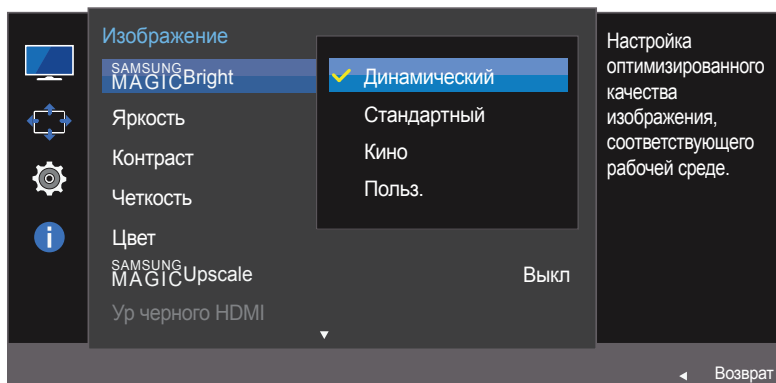 Изображение
SAMSUNG
MAGICBright
Яркость
Контраст
Четкость
Цвет
SAMSUNG
MAGICUpscale
Выкл
Ур черного HDMI
Динамический
Стандартный
Кино
Польз.
Настройка
оптимизированного
качества
изображения,
соответствующего
рабочей среде.
Возврат